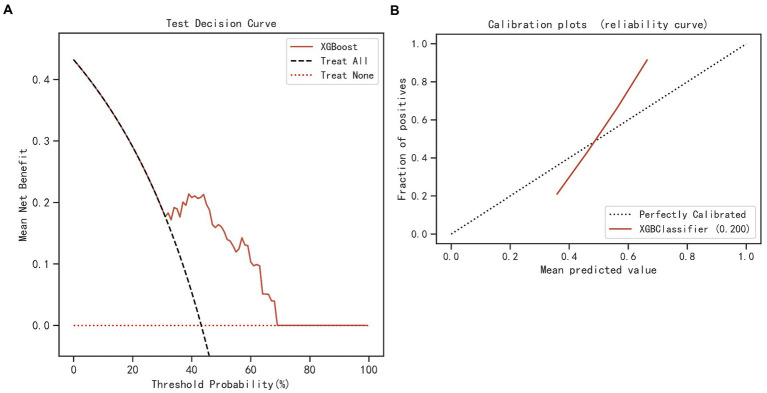 A
Test Decision Curve
XGBoost
Treat All
Treat None
Mean Net Benefit
0.4
0.3
0.2
0.1
0.0
0
20
40
60
80
100
Threshold Probability(%)
B
Calibration plots (reliability curve)
Fraction of positives
1.0
0.8
0.6
0.4
0.2
0.0
Perfectly Calibrated
XGBClassifier (0.200)
0.0
0.2
0.4
0.6
0.8
1.0
Mean predicted value